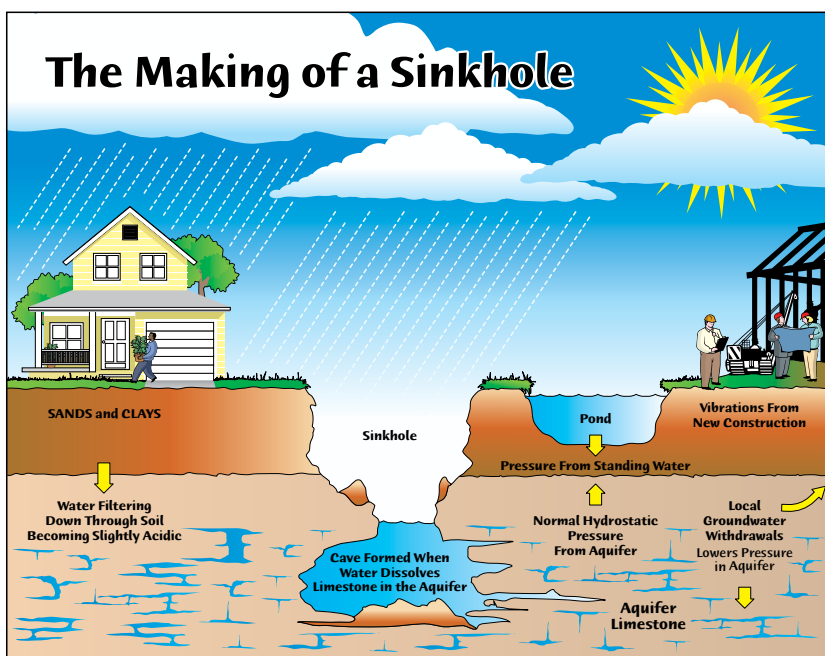 The Making of a Sinkhole
SANDS and CLAYS
Sinkhole
Pond
Vibrations From
New Construction
Pressure From Standing Water
Water Filtering
Down Through Soil
Becoming Slightly Acidic
Normal Hydrostatic
Pressure
From Aquifer
Local
Groundwater
Withdrawals
Lowers Pressure
in Aquifer
Cave Formed When
Water Dissolves
Limestone in the Aquifer
Aquifer
Limestone